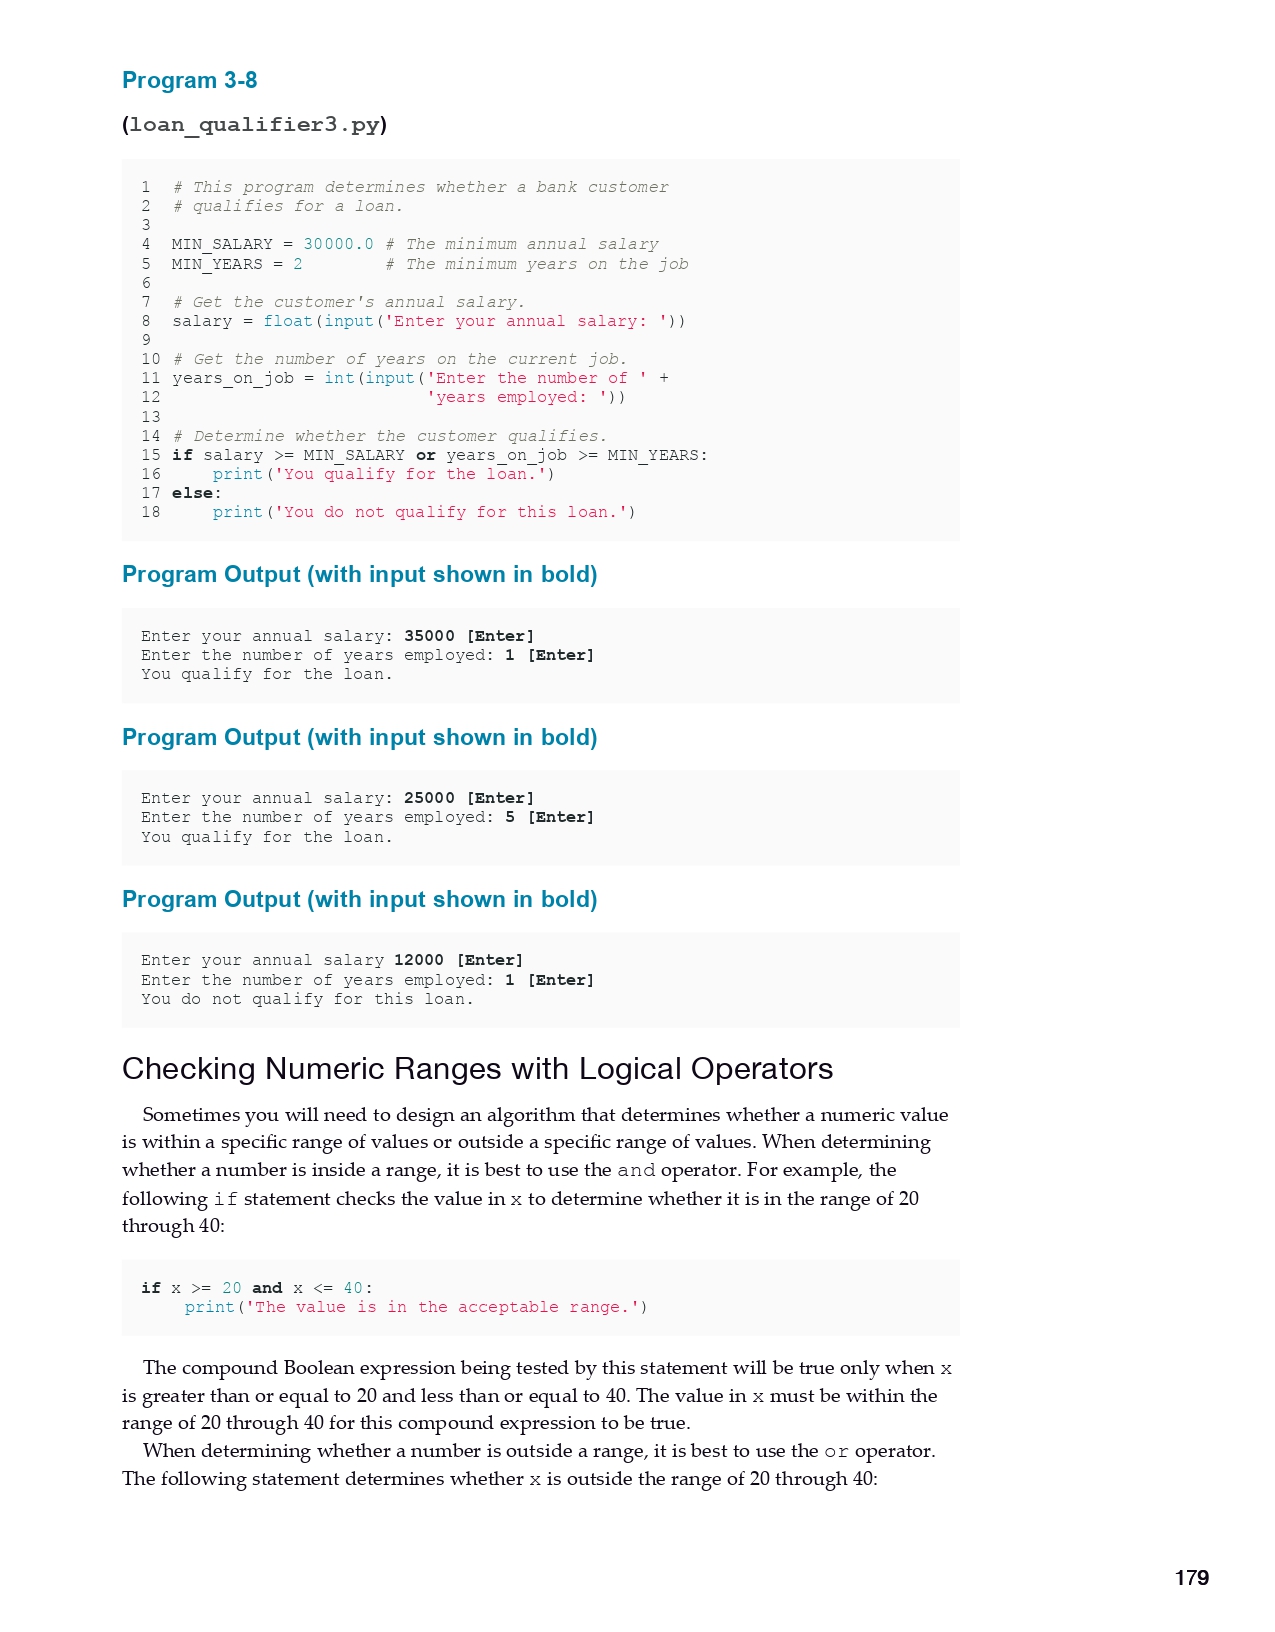 Program 3-8
(loan_qualifier3.py)
1  # This program determines whether a bank customer
2  # qualifies for a loan.
3
4  MIN_SALARY = 30000.0 # The minimum annual salary
5  MIN_YEARS = 2        # The minimum years on the job
6
7  # Get the customer's annual salary.
8  salary = float(input('Enter your annual salary: '))
9
10 # Get the number of years on the current job.
11 years_on_job = int(input('Enter the number of ' +
12                          'years employed: '))
13
14 # Determine whether the customer qualifies.
15 if salary >= MIN_SALARY or years_on_job >= MIN_YEARS:
16     print('You qualify for the loan.')
17 else:
18     print('You do not qualify for this loan.')
Program Output (with input shown in bold)
Enter your annual salary: 35000 [Enter]
Enter the number of years employed: 1 [Enter]
You qualify for the loan.
Program Output (with input shown in bold)
Enter your annual salary: 25000 [Enter]
Enter the number of years employed: 5 [Enter]
You qualify for the loan.
Program Output (with input shown in bold)
Enter your annual salary 12000 [Enter]
Enter the number of years employed: 1 [Enter]
You do not qualify for this loan.
Checking Numeric Ranges with Logical Operators
Sometimes you will need to design an algorithm that determines whether a numeric value
is within a specific range of values or outside a specific range of values. When determining
whether a number is inside a range, it is best to use the and operator. For example, the
following if statement checks the value in x to determine whether it is in the range of 20
through 40:
if x >= 20 and x <= 40:
    print('The value is in the acceptable range.')
The compound Boolean expression being tested by this statement will be true only when x
is greater than or equal to 20 and less than or equal to 40. The value in x must be within the
range of 20 through 40 for this compound expression to be true.
When determining whether a number is outside a range, it is best to use the or operator.
The following statement determines whether x is outside the range of 20 through 40:
179